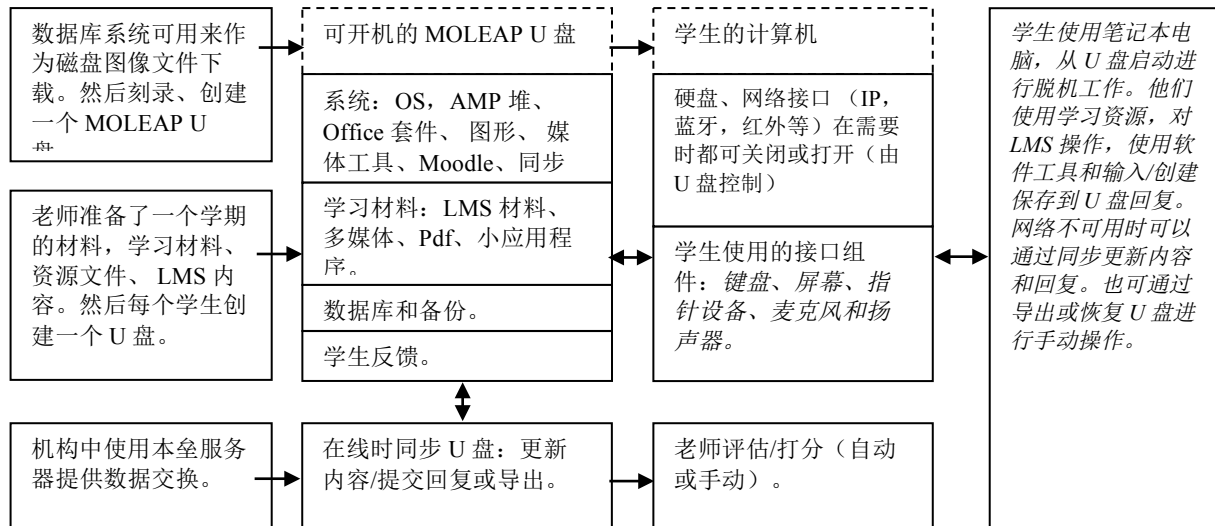 数据库系统可用来作
为磁盘图像文件下
载。然后刻录、创建
一个 MOLEAP U
可开机的 MOLEAP U 盘
系统：OS，AMP 堆、
Office 套件、 图形、 媒
体工具、Moodle、同步
学习材料：LMS 材料、
多媒体、Pdf、小应用程
序。
数据库和备份。
学生反馈。
学生的计算机
硬盘、网络接口 （IP，
蓝牙，红外等）在需要
时都可关闭或打开（由
U 盘控制）
学生使用的接口组
件：键盘、屏幕、指
针设备、麦克风和扬
声器。
学生使用笔记本电
脑，从 U 盘启动进
行脱机工作。他们
使用学习资源，对
LMS 操作，使用软
件工具和输入/创建
保存到 U 盘回复。
网络不可用时可以
通过同步更新内容
和回复。也可通过
导出或恢复 U 盘进
行手动操作。
老师准备了一个学期
的材料，学习材料、
资源文件、 LMS 内
容。然后每个学生创
建一个 U 盘。
机构中使用本垒服务
器提供数据交换。
在线时同步 U 盘：更新
内容/提交回复或导出。
老师评估/打分（自动
或手动）。